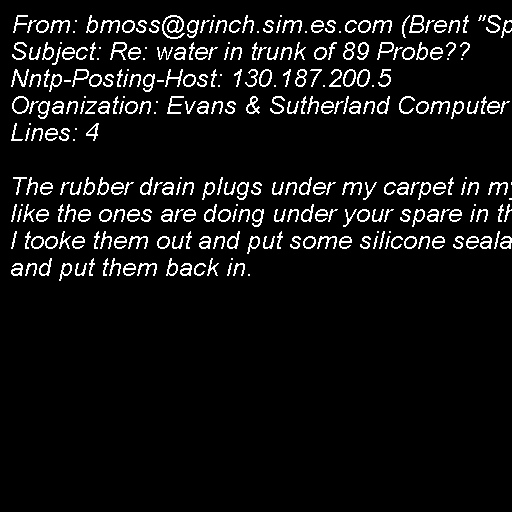 From: bmoss@grinch.sim.es.com (Brent "Sp
Subject: Re: water in trunk of 89 Probe??
Nntp-Posting-Host: 130.187.200.5
Organization: Evans & Sutherland Computer
Lines: 4

The rubber drain plugs under my carpet in my
like the ones are doing under your spare in th
I tooke them out and put some silicone seala
and put them back in.